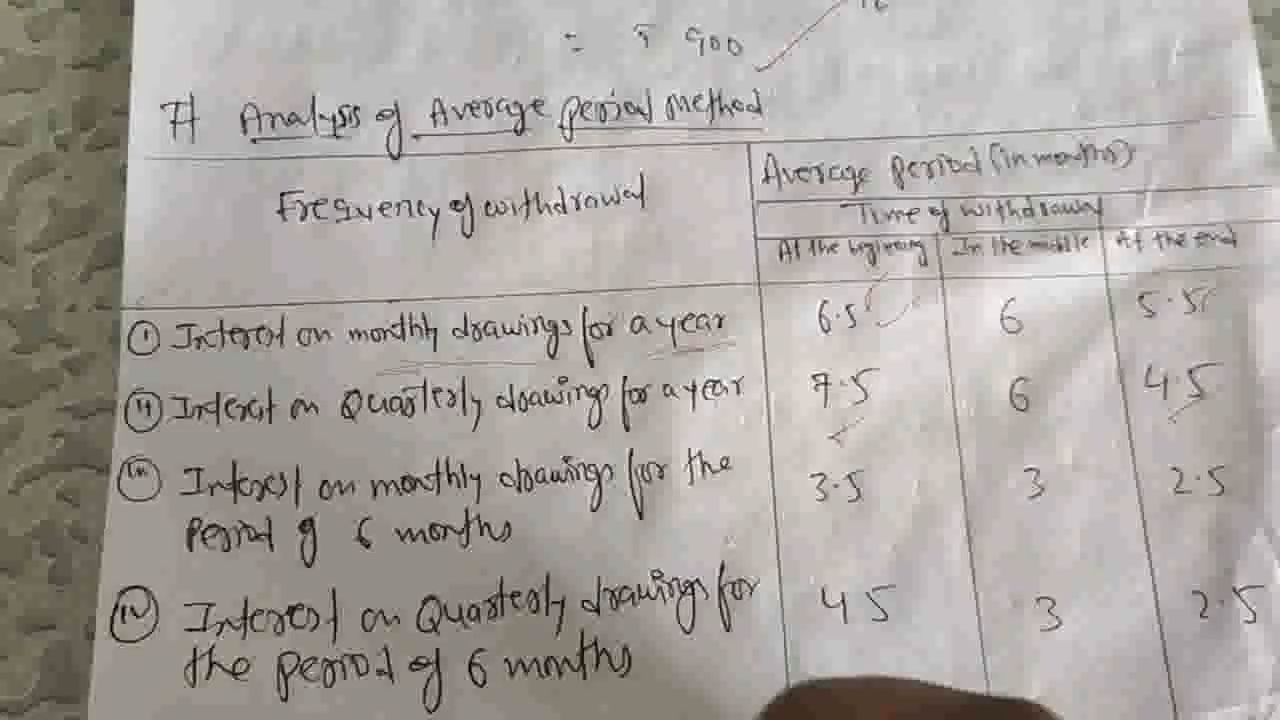 = ₹ 900
7) Analysis of Average period Method
Frequency of withdrawal
Average period (in months)
Time of withdrawal
At the beginning In the middle At the end
(i) Interest on monthly drawings for a year 6.5 6 5.5
(ii) Interest on Quarterly drawings for a year 7.5 6 4.5
(iii) Interest on monthly drawings for the 3.5 3 2.5
period of 6 months
(iv) Interest on Quarterly drawings for 4 5 3 2.5
the period of 6 months